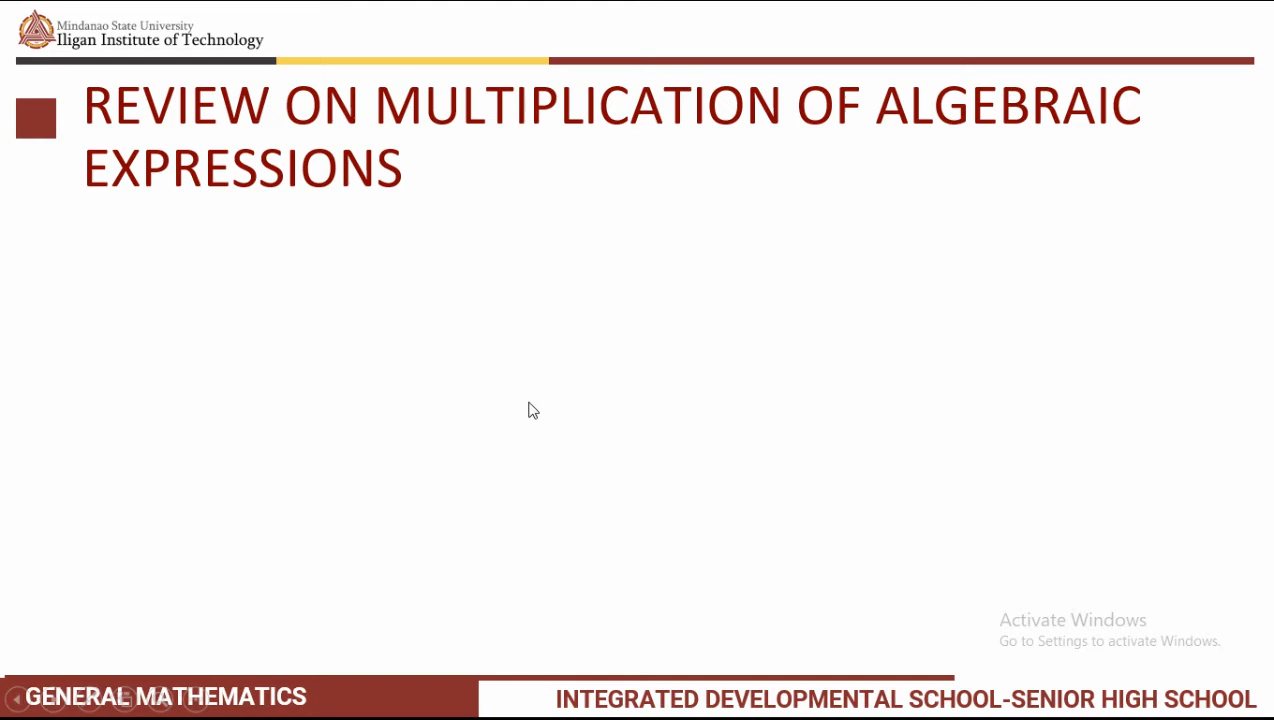 Mindanao State University
Iligan Institute of Technology
REVIEW ON MULTIPLICATION OF ALGEBRAIC
EXPRESSIONS
Activate Windows
Go to Settings to activate Windows.
GENERAL MATHEMATICS
INTEGRATED DEVELOPMENTAL SCHOOL-SENIOR HIGH SCHOOL